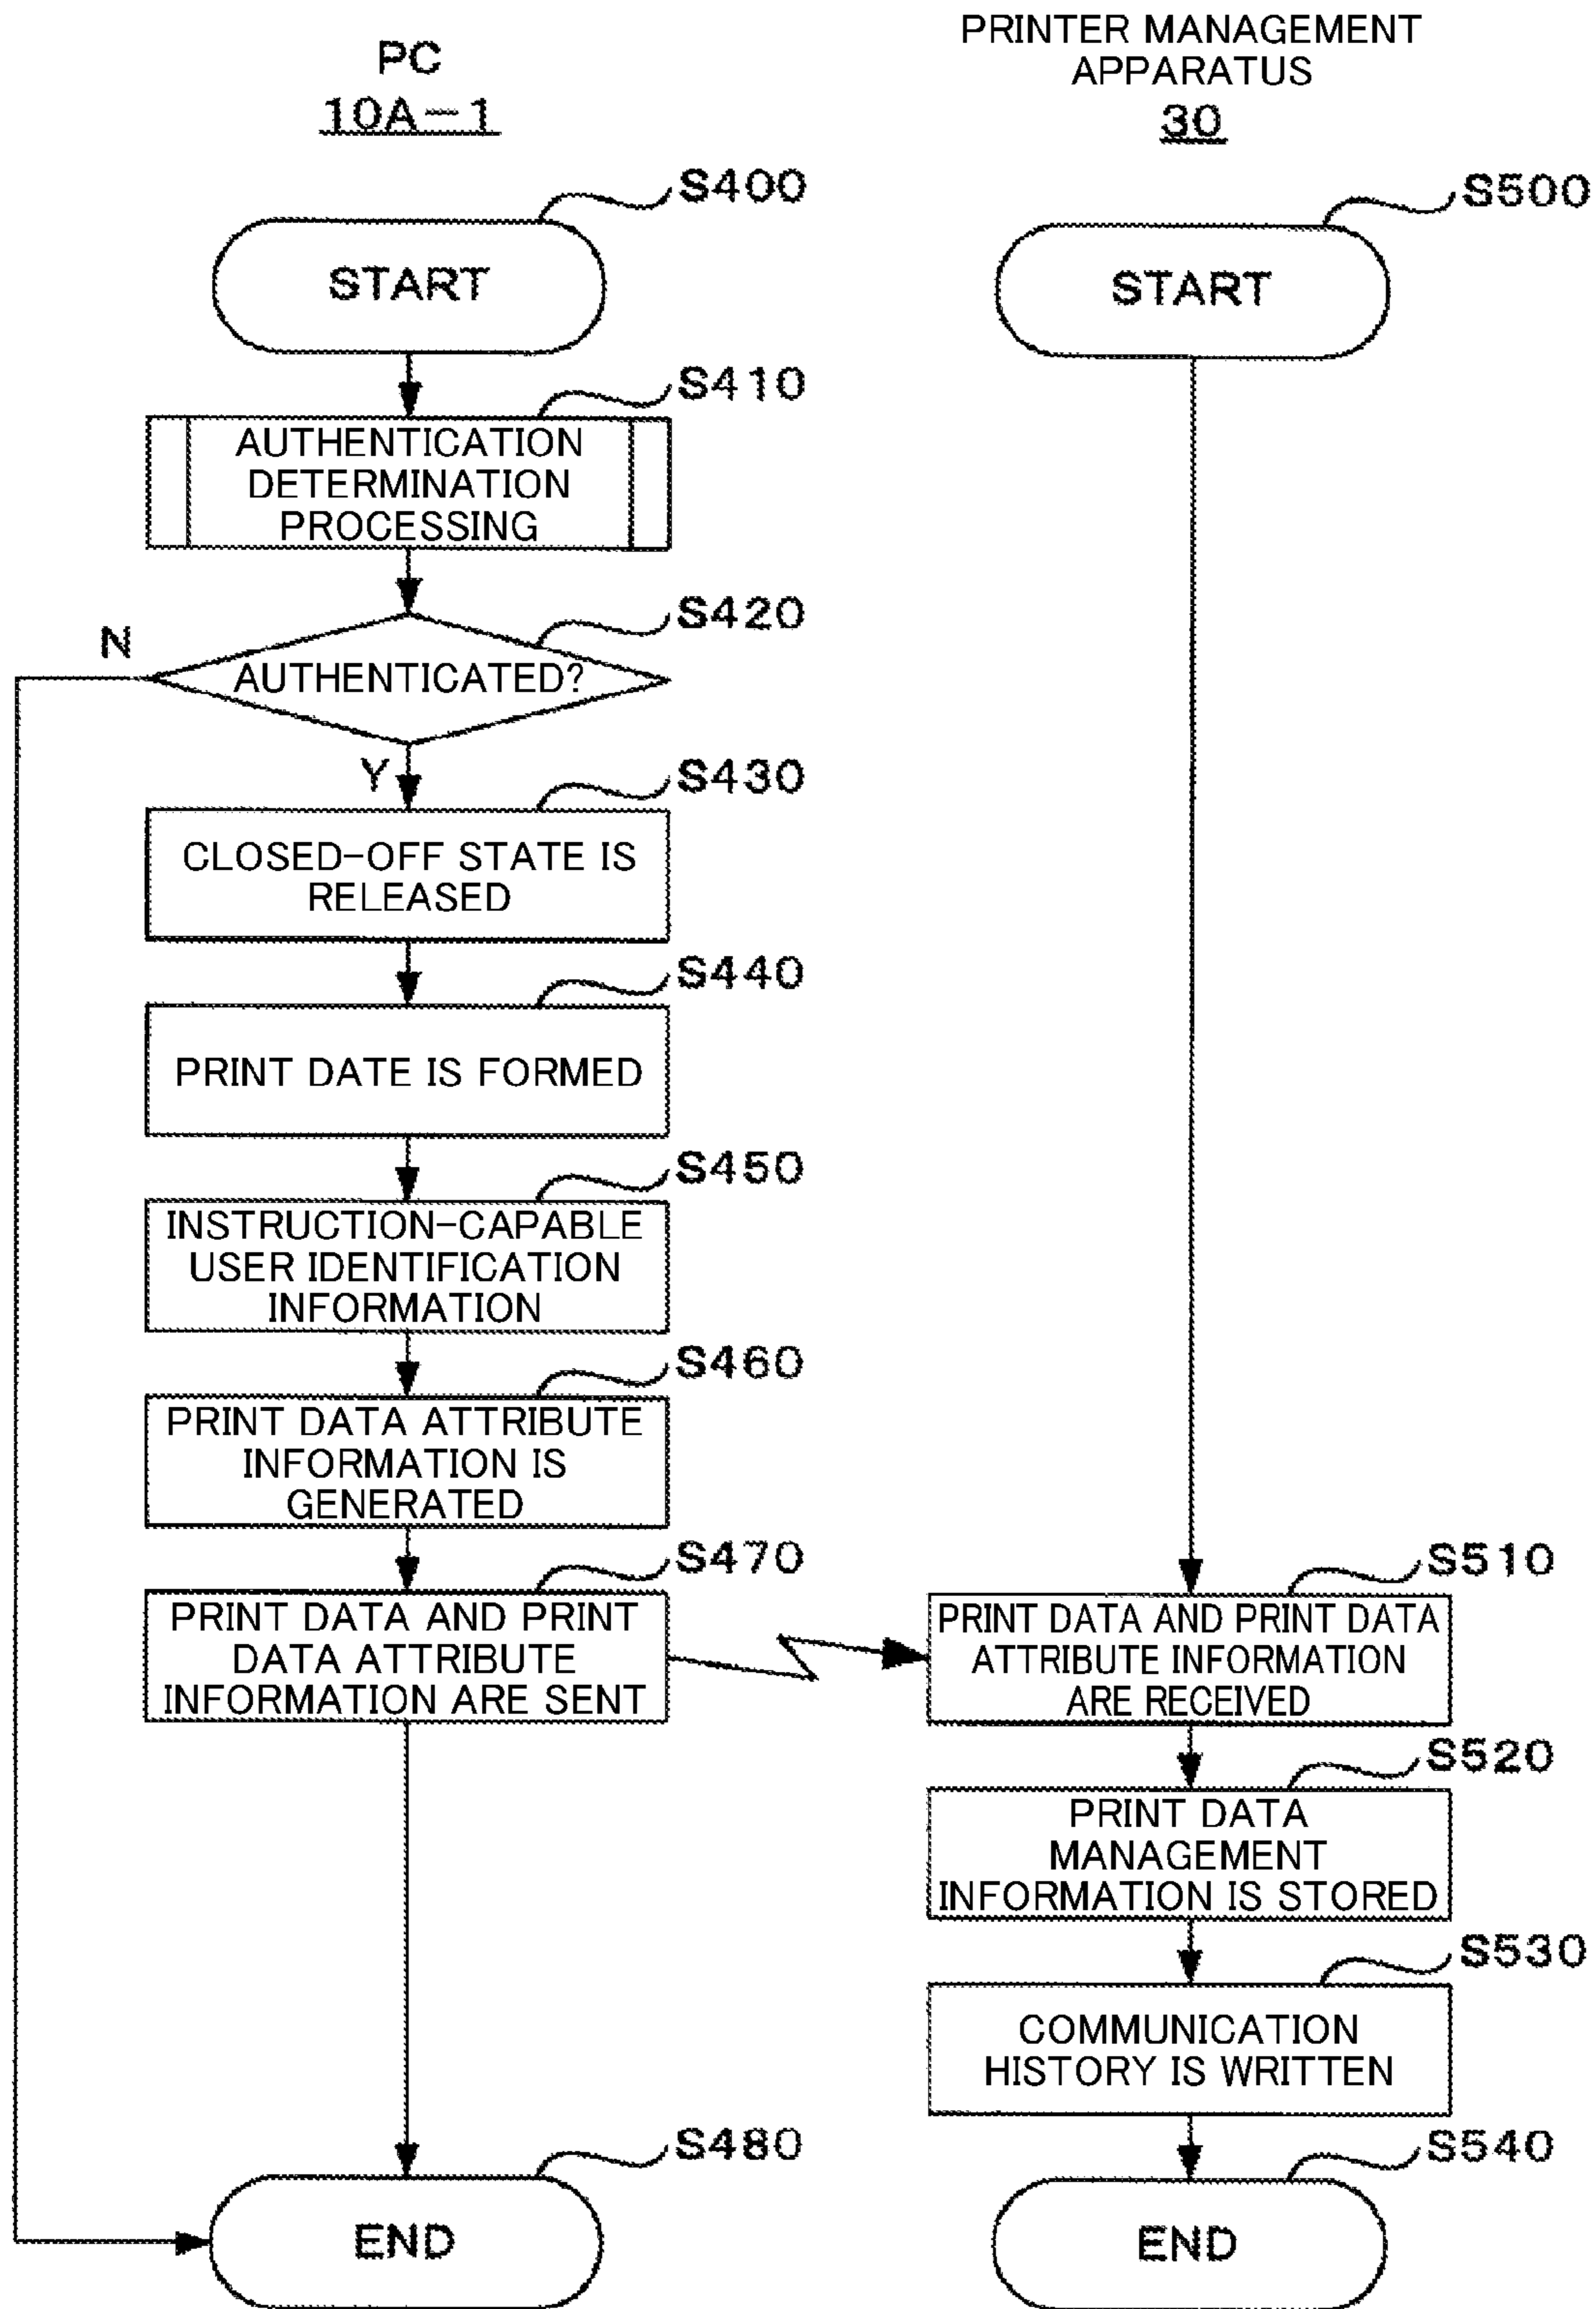 PC
10A-1
PRINTER MANAGEMENT
APPARATUS
30
S400
START
S410
AUTHENTICATION
DETERMINATION
PROCESSING
S420
N
AUTHENTICATED?
Y
S430
CLOSED-OFF STATE IS
RELEASED
S440
PRINT DATE IS FORMED
S450
INSTRUCTION-CAPABLE
USER IDENTIFICATION
INFORMATION
S460
PRINT DATA ATTRIBUTE
INFORMATION IS
GENERATED
S470
PRINT DATA AND PRINT
DATA ATTRIBUTE
INFORMATION ARE SENT
S480
END
S500
START
S510
PRINT DATA AND PRINT DATA
ATTRIBUTE INFORMATION
ARE RECEIVED
S520
PRINT DATA
MANAGEMENT
INFORMATION IS STORED
S530
COMMUNICATION
HISTORY IS WRITTEN
S540
END